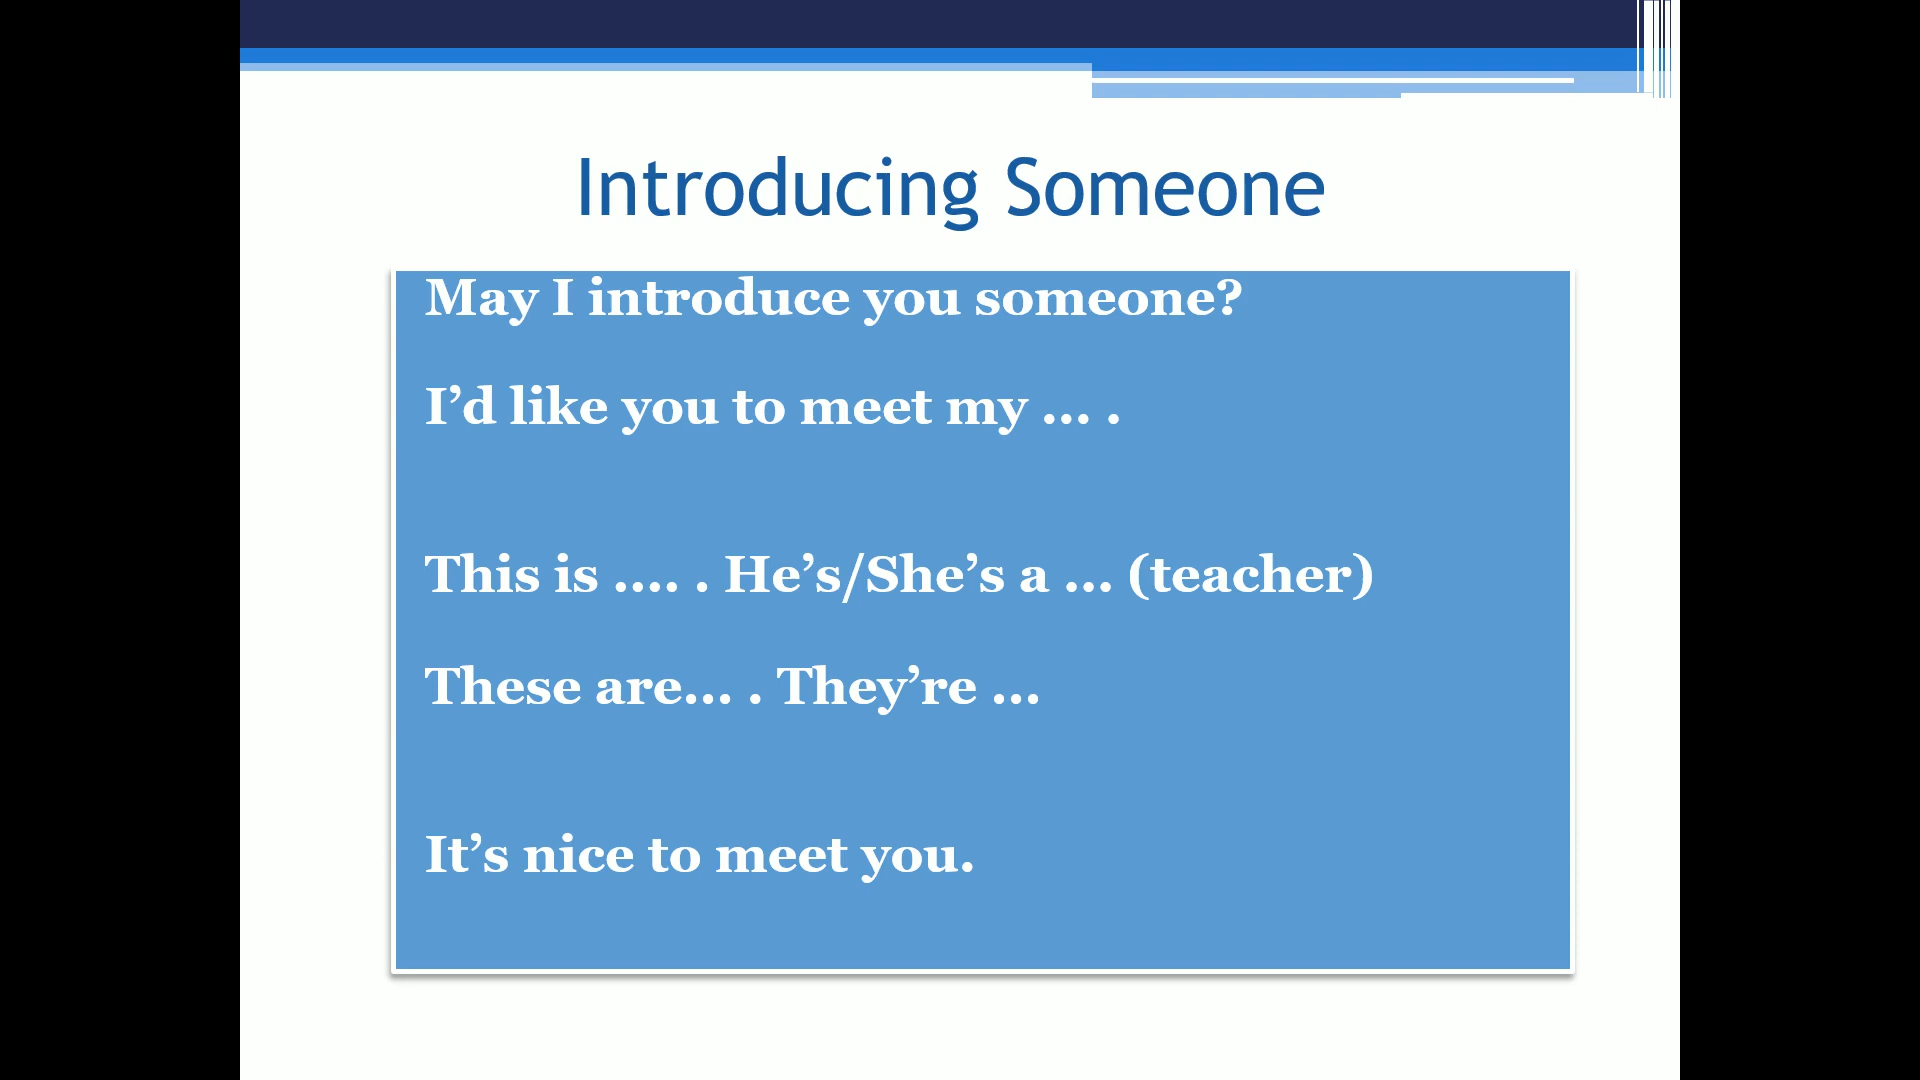 Introducing Someone
May I introduce you someone?
I’d like you to meet my ... .
This is .... . He’s/She’s a ... (teacher)
These are... . They’re ...
It’s nice to meet you.